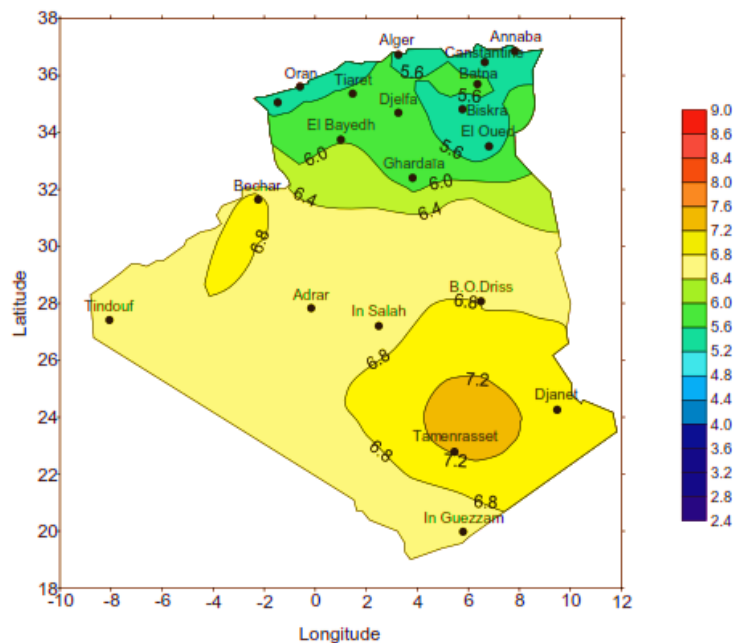 38
36
34
32
30
28
26
24
22
20
18
Latitude
-10 -8 -6 -4 -2 0 2 4 6 8 10 12
Longitude
Annaba
Alger
Canstantine
5.6
Oran
Tiaret
Batna
5.6
Djelfa
Biskra
El Bayedh
El Oued
5.6
6.0
Ghardaïa
6.0
Bechar
6.4
6.4
6.8
B.O.Driss
6.8
Adrar
In Salah
Tindouf
6.8
7.2
Djanet
Tamenrasset
7.2
6.8
6.8
In Guezzam
9.0
8.6
8.2
7.6
7.2
6.8
6.4
6.0
5.6
5.2
4.8
4.4
4.0
3.6
3.2
2.8
2.4